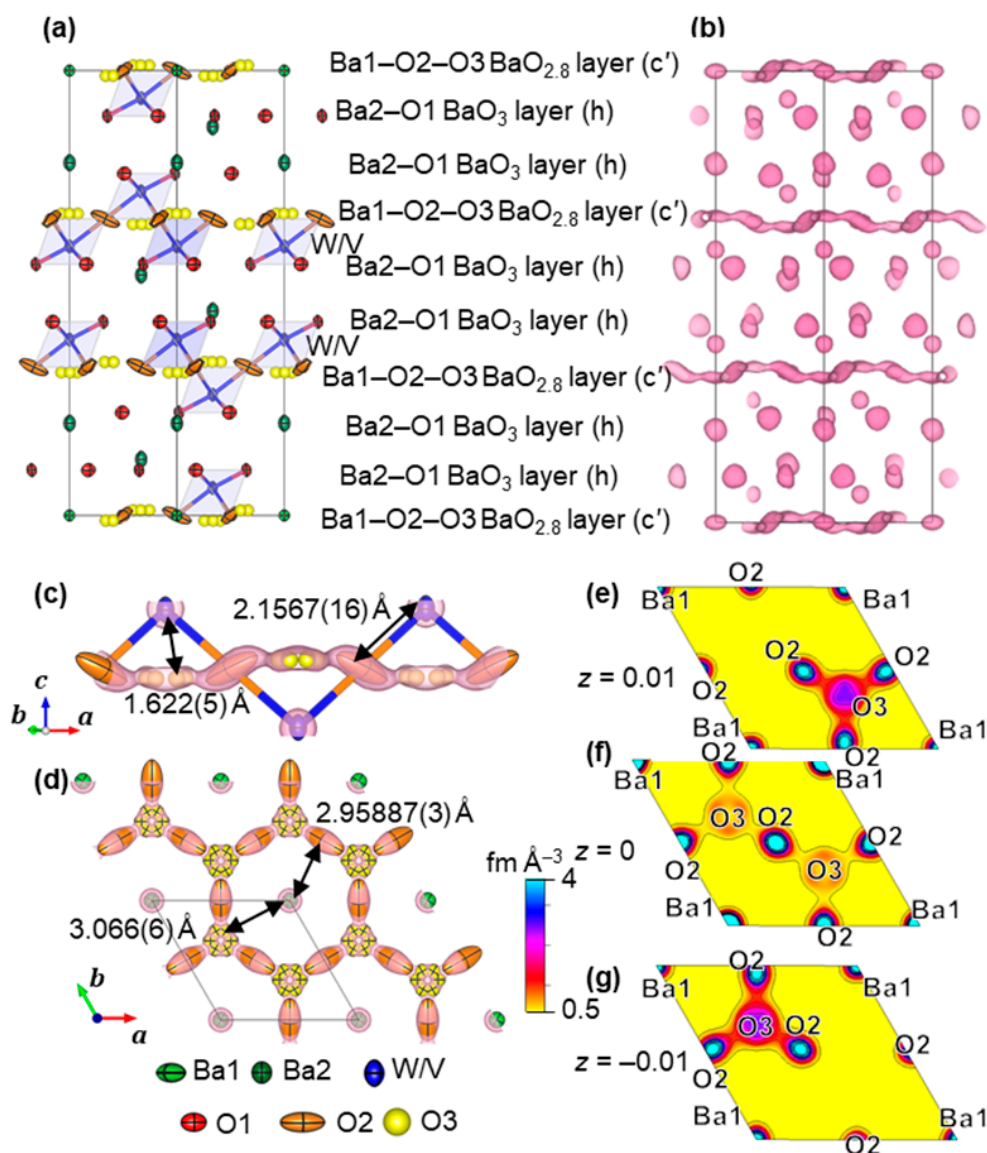 (a)
Ba1–O2–O3 BaO2.8 layer (c′)
Ba2–O1 BaO3 layer (h)
Ba2–O1 BaO3 layer (h)
Ba1–O2–O3 BaO2.8 layer (c′)
W/V
Ba2–O1 BaO3 layer (h)
Ba2–O1 BaO3 layer (h)
W/V
Ba1–O2–O3 BaO2.8 layer (c′)
Ba2–O1 BaO3 layer (h)
Ba2–O1 BaO3 layer (h)
Ba1–O2–O3 BaO2.8 layer (c′)
(b)
(c)
2.1567(16) Å
1.622(5) Å
c
b
a
(d)
2.95887(3) Å
3.066(6) Å
b
a
fm Å−3
4
0.5
Ba1
Ba2
W/V
O1
O2
O3
(e)
O2
Ba1
Ba1
O2
O2
z = 0.01
O2
O3
Ba1
O2
Ba1
(f)
O2
Ba1
Ba1
O3
O2
z = 0
O2
O2
O3
Ba1
O2
Ba1
(g)
O2
Ba1
Ba1
O3
O2
z = −0.01
O2
O2
Ba1
O2
Ba1